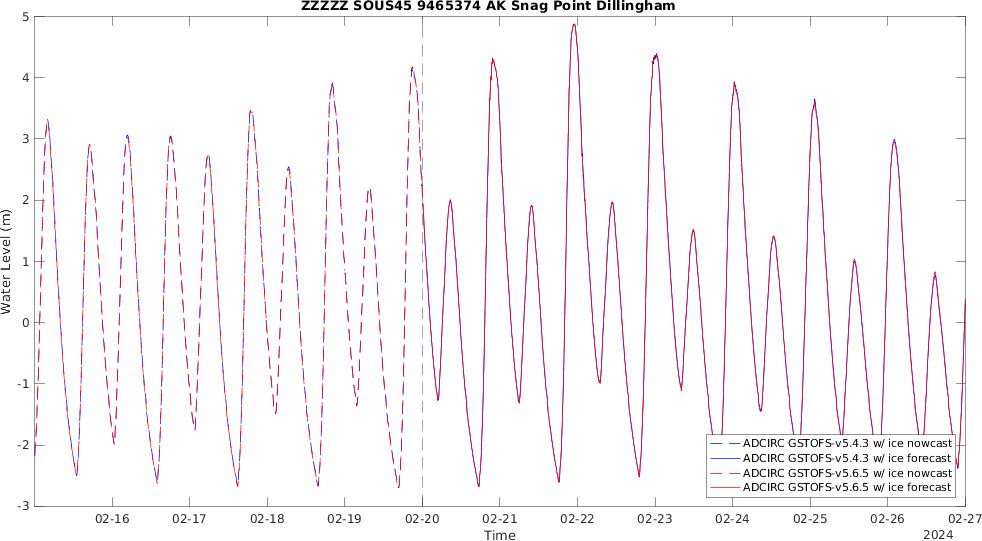 ZZZZZ SOUS45 9465374 AK Snag Point Dillingham
Water Level (m)
5
4
3
2
1
0
-1
-2
-3
ADCIRC GSTOFS-v5.4.3 w/ ice nowcast
ADCIRC GSTOFS-v5.4.3 w/ ice forecast
ADCIRC GSTOFS-v5.6.5 w/ ice nowcast
ADCIRC GSTOFS-v5.6.5 w/ ice forecast
02-16 02-17 02-18 02-19 02-20 02-21 02-22 02-23 02-24 02-25 02-26 02-27
Time 2024